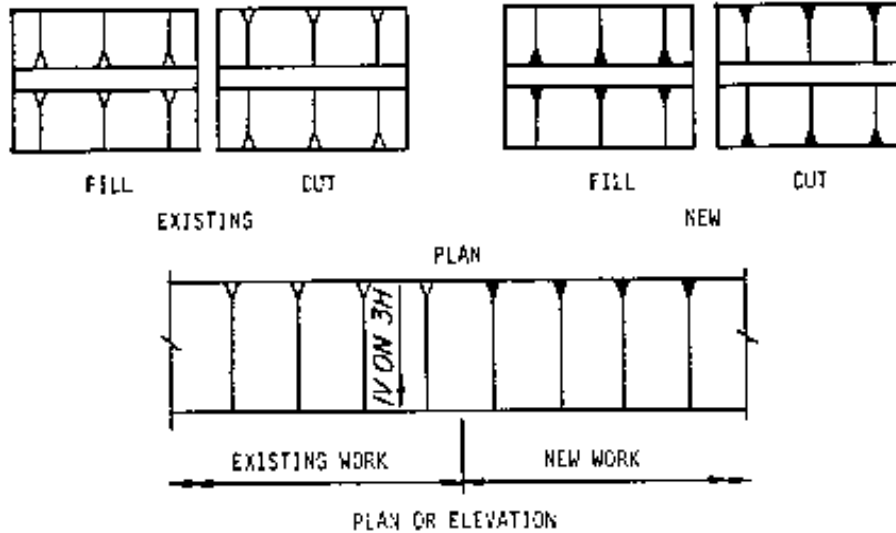 FILL CUT FILL CUT
EXISTING NEW
PLAN
1V ON 3H
EXISTING WORK NEW WORK
PLAN OR ELEVATION